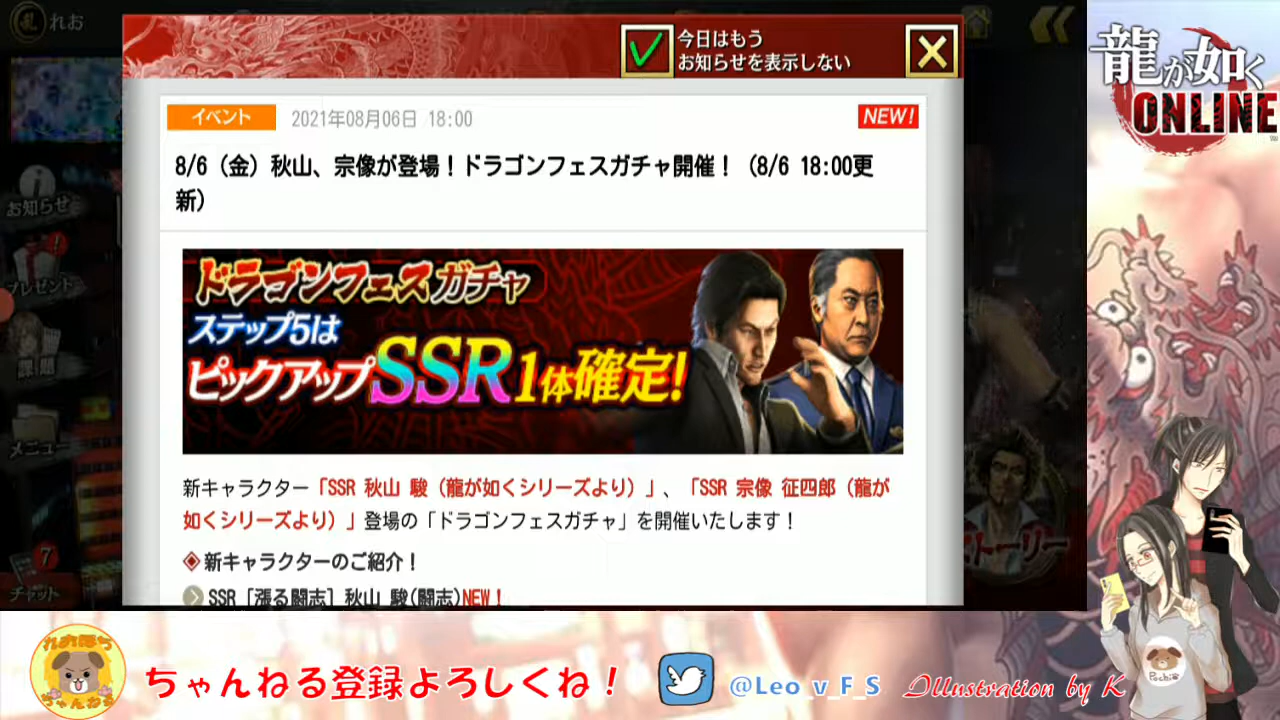 れお
今日はもう
お知らせを表示しない
龍が如く
ONLINE
イベント
2021年08月06日 18:00
NEW!
8/6（金）秋山、宗像が登場！ドラゴンフェスガチャ開催！（8/6 18:00更
新）
お知らせ
プレゼント
課題
メニュー
7
チャット
ドラゴンフェスガチャ
ステップ5は
ピックアップSSR1体確定!
新キャラクター「SSR 秋山 駿（龍が如くシリーズより）」、「SSR 宗像 征四郎（龍が
如くシリーズより）」登場の「ドラゴンフェスガチャ」を開催いたします！
新キャラクターのご紹介！
SSR［漲る闘志］秋山 駿(闘志)NEW！
ストーリー
Pochi
ちゃんねる登録よろしくね！
@Leo_v_F_S
Illustration by K